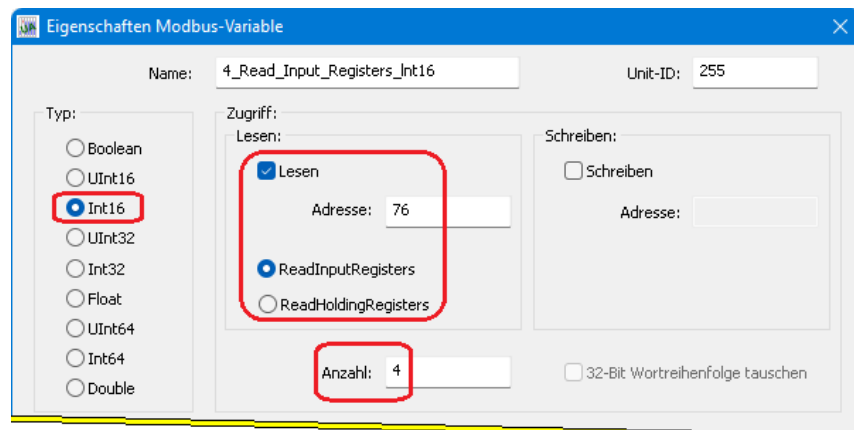 Eigenschaften Modbus-Variable
Name: 4_Read_Input_Registers_Int16 Unit-ID: 255
Typ:
Boolean
UInt16
Int16
UInt32
Int32
Float
UInt64
Int64
Double
Zugriff:
Lesen:
Lesen
Adresse: 76
ReadInputRegisters
ReadHoldingRegisters
Schreiben:
Schreiben
Adresse:
Anzahl: 4
32-Bit Wortreihenfolge tauschen